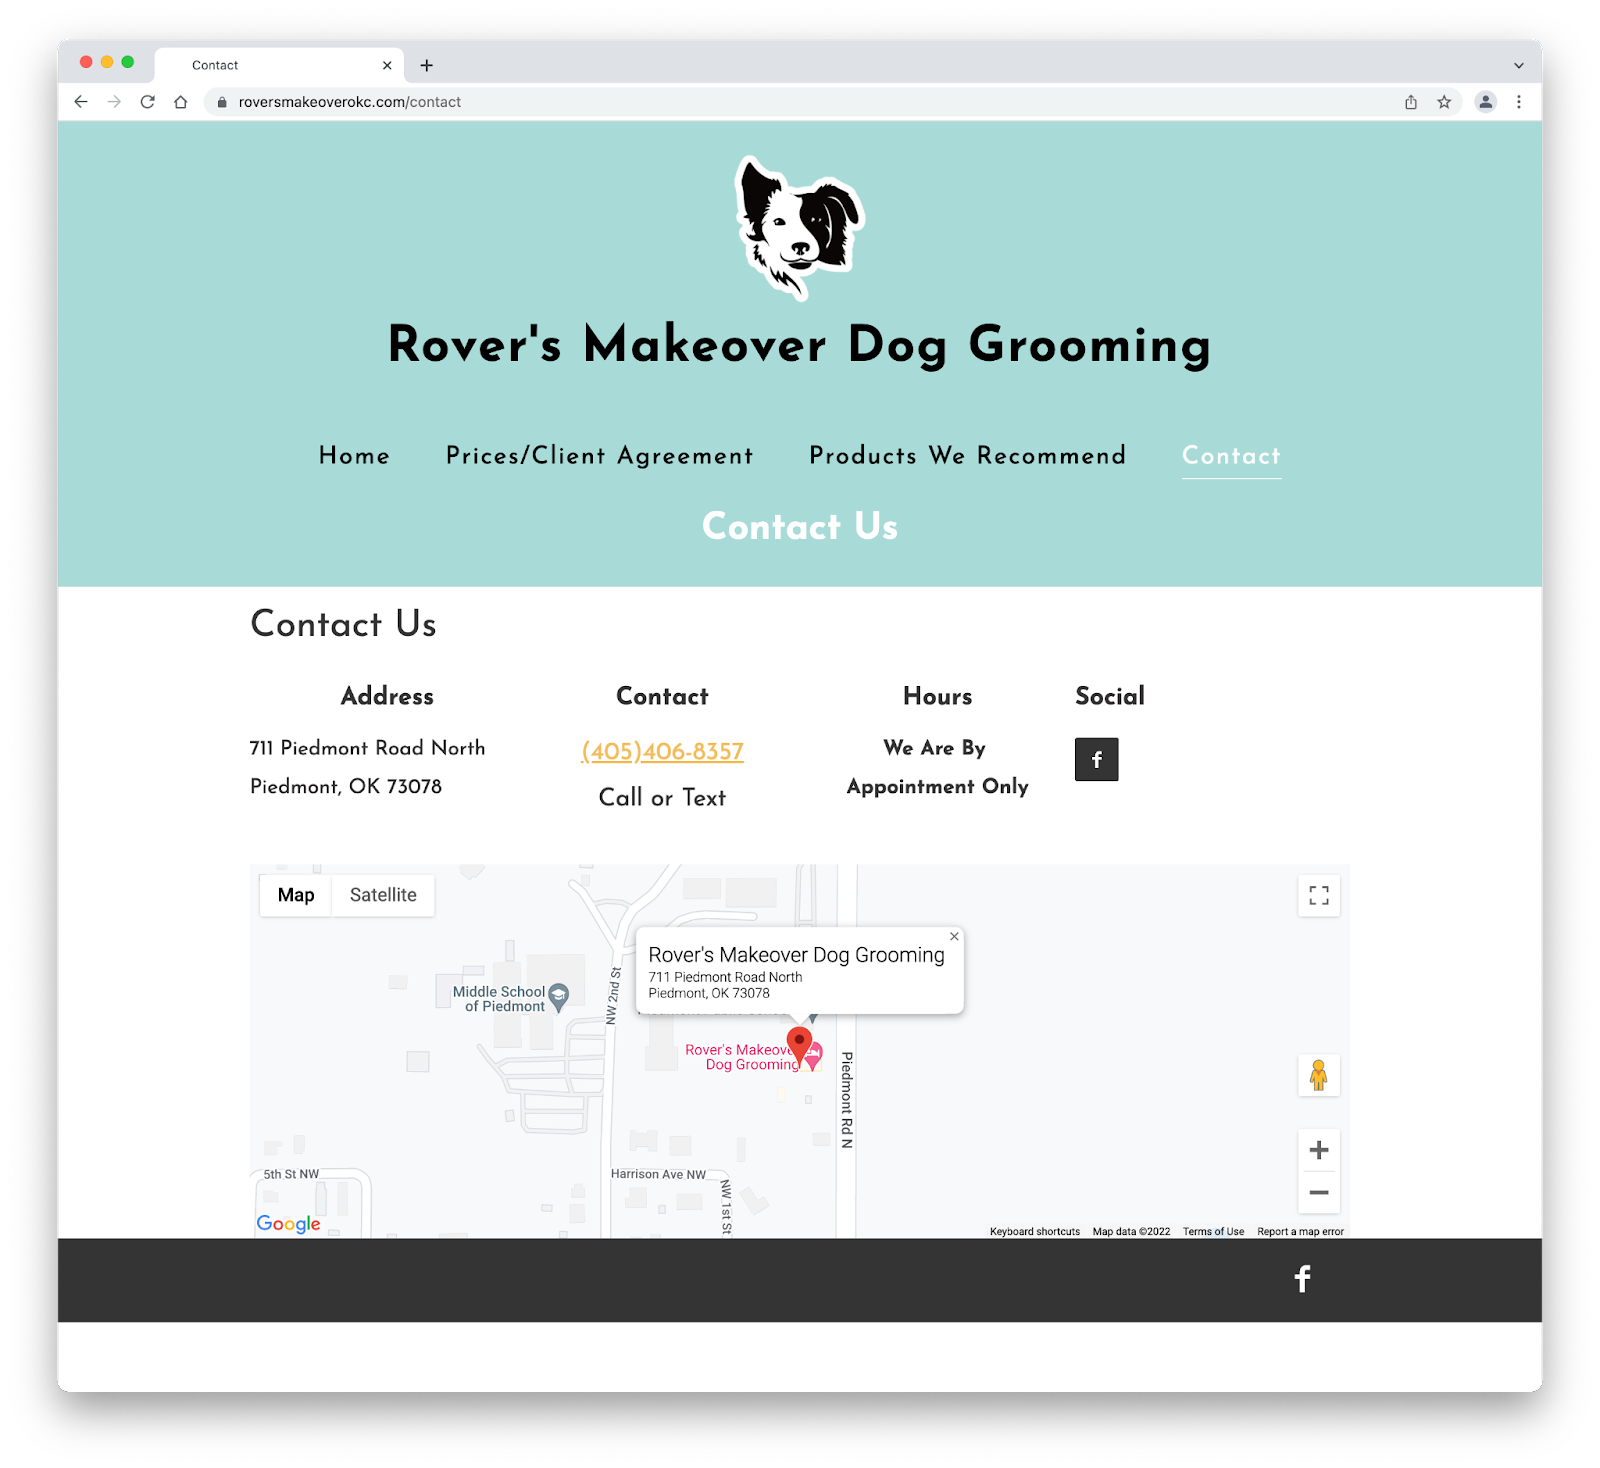 Contact
roversmakeoverokc.com/contact
Rover's Makeover Dog Grooming
Home Prices/Client Agreement Products We Recommend Contact
Contact Us
Contact Us
Address
711 Piedmont Road North
Piedmont, OK 73078
Contact
(405)406-8357
Call or Text
Hours
We Are By
Appointment Only
Social
f
Map Satellite
Rover's Makeover Dog Grooming
711 Piedmont Road North
Piedmont, OK 73078
Middle School
of Piedmont
NW 2nd St
Rover's Makeover
Dog Grooming
Piedmont Rd N
5th St NW
Harrison Ave NW
NW 1st St
Google
Keyboard shortcuts Map data ©2022 Terms of Use Report a map error
f